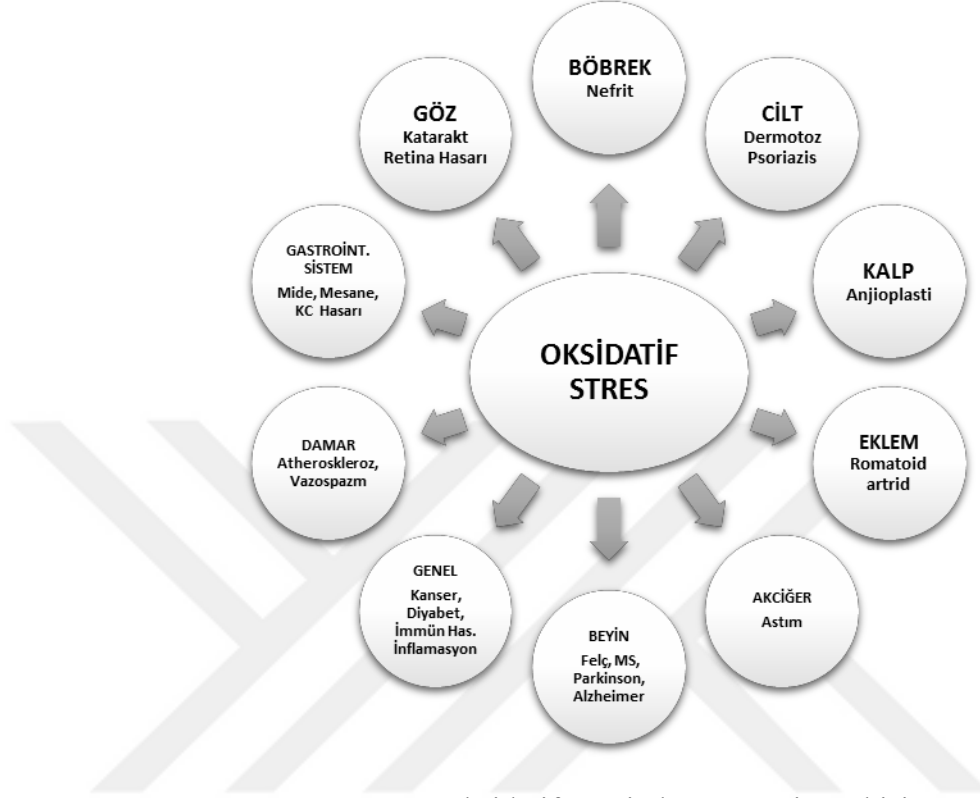 BÖBREK
Nefrit
CİLT
Dermotoz
Psoriazis
KALP
Anjioplasti
EKLEM
Romatoid
artrid
AKCİĞER
Astım
BEYİN
Felç, MS,
Parkinson,
Alzheimer
GENEL
Kanser,
Diyabet,
İmmün Has.
İnflamasyon
DAMAR
Atheroskleroz,
Vazospazm
GASTROİNT.
SİSTEM
Mide, Mesane,
KC Hasarı
GÖZ
Katarakt
Retina Hasarı
OKSİDATİF
STRES